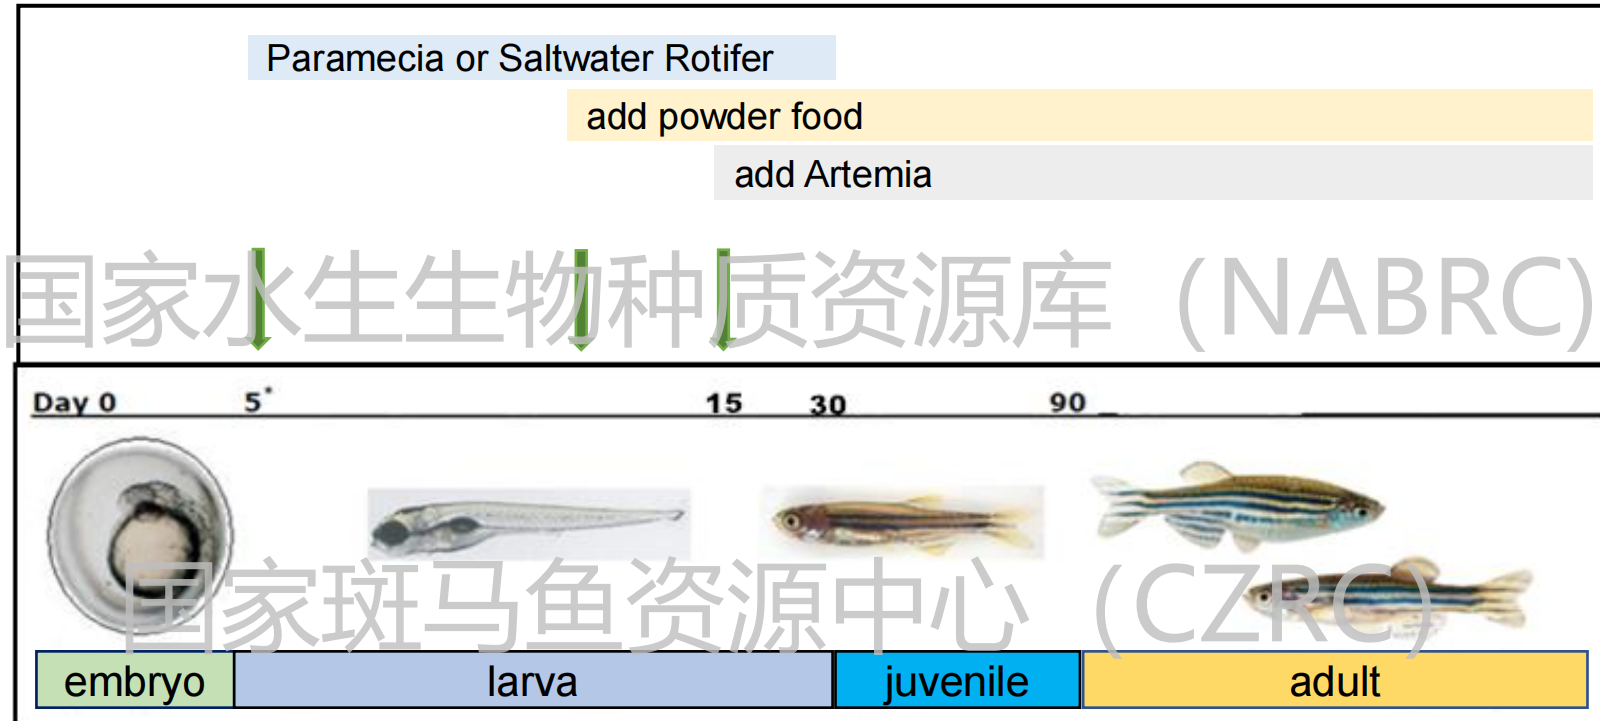 Paramecia or Saltwater Rotifer
add powder food
add Artemia
国家水生生物种质资源库（NABRC)
Day 0 5* 15 30 90
国家斑马鱼资源中心（CZRC)
embryo larva juvenile adult